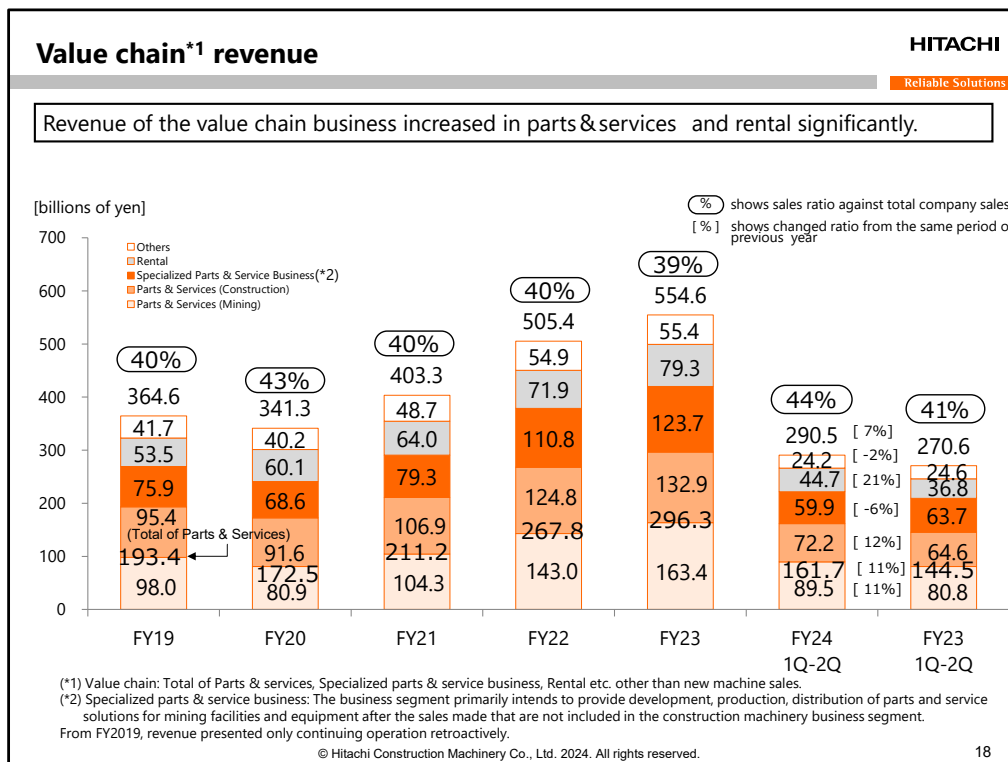 Value chain*1 revenue
HITACHI
Reliable Solutions
Revenue of the value chain business increased in parts & services and rental significantly.
[billions of yen]
% shows sales ratio against total company sales
[ % ] shows changed ratio from the same period o
previous year
Others
Rental
Specialized Parts & Service Business(*2)
Parts & Services (Construction)
Parts & Services (Mining)
700
600
500
400
300
200
100
0
40%
364.6
41.7
53.5
75.9
95.4
(Total of Parts & Services)
193.4
98.0
FY19
43%
341.3
40.2
60.1
68.6
91.6
172.5
80.9
FY20
40%
403.3
48.7
64.0
79.3
106.9
211.2
104.3
FY21
40%
505.4
54.9
71.9
110.8
124.8
267.8
143.0
FY22
39%
554.6
55.4
79.3
123.7
132.9
296.3
163.4
FY23
44%
290.5 [ 7%]
24.2 [ -2%]
44.7 [ 21%]
59.9 [ -6%]
72.2 [ 12%]
161.7 [ 11%]
89.5 [ 11%]
FY24
1Q-2Q
41%
270.6
24.6
36.8
63.7
64.6
144.5
80.8
FY23
1Q-2Q
(*1) Value chain: Total of Parts & services, Specialized parts & service business, Rental etc. other than new machine sales.
(*2) Specialized parts & service business: The business segment primarily intends to provide development, production, distribution of parts and service
solutions for mining facilities and equipment after the sales made that are not included in the construction machinery business segment.
From FY2019, revenue presented only continuing operation retroactively.
© Hitachi Construction Machinery Co., Ltd. 2024. All rights reserved.
18